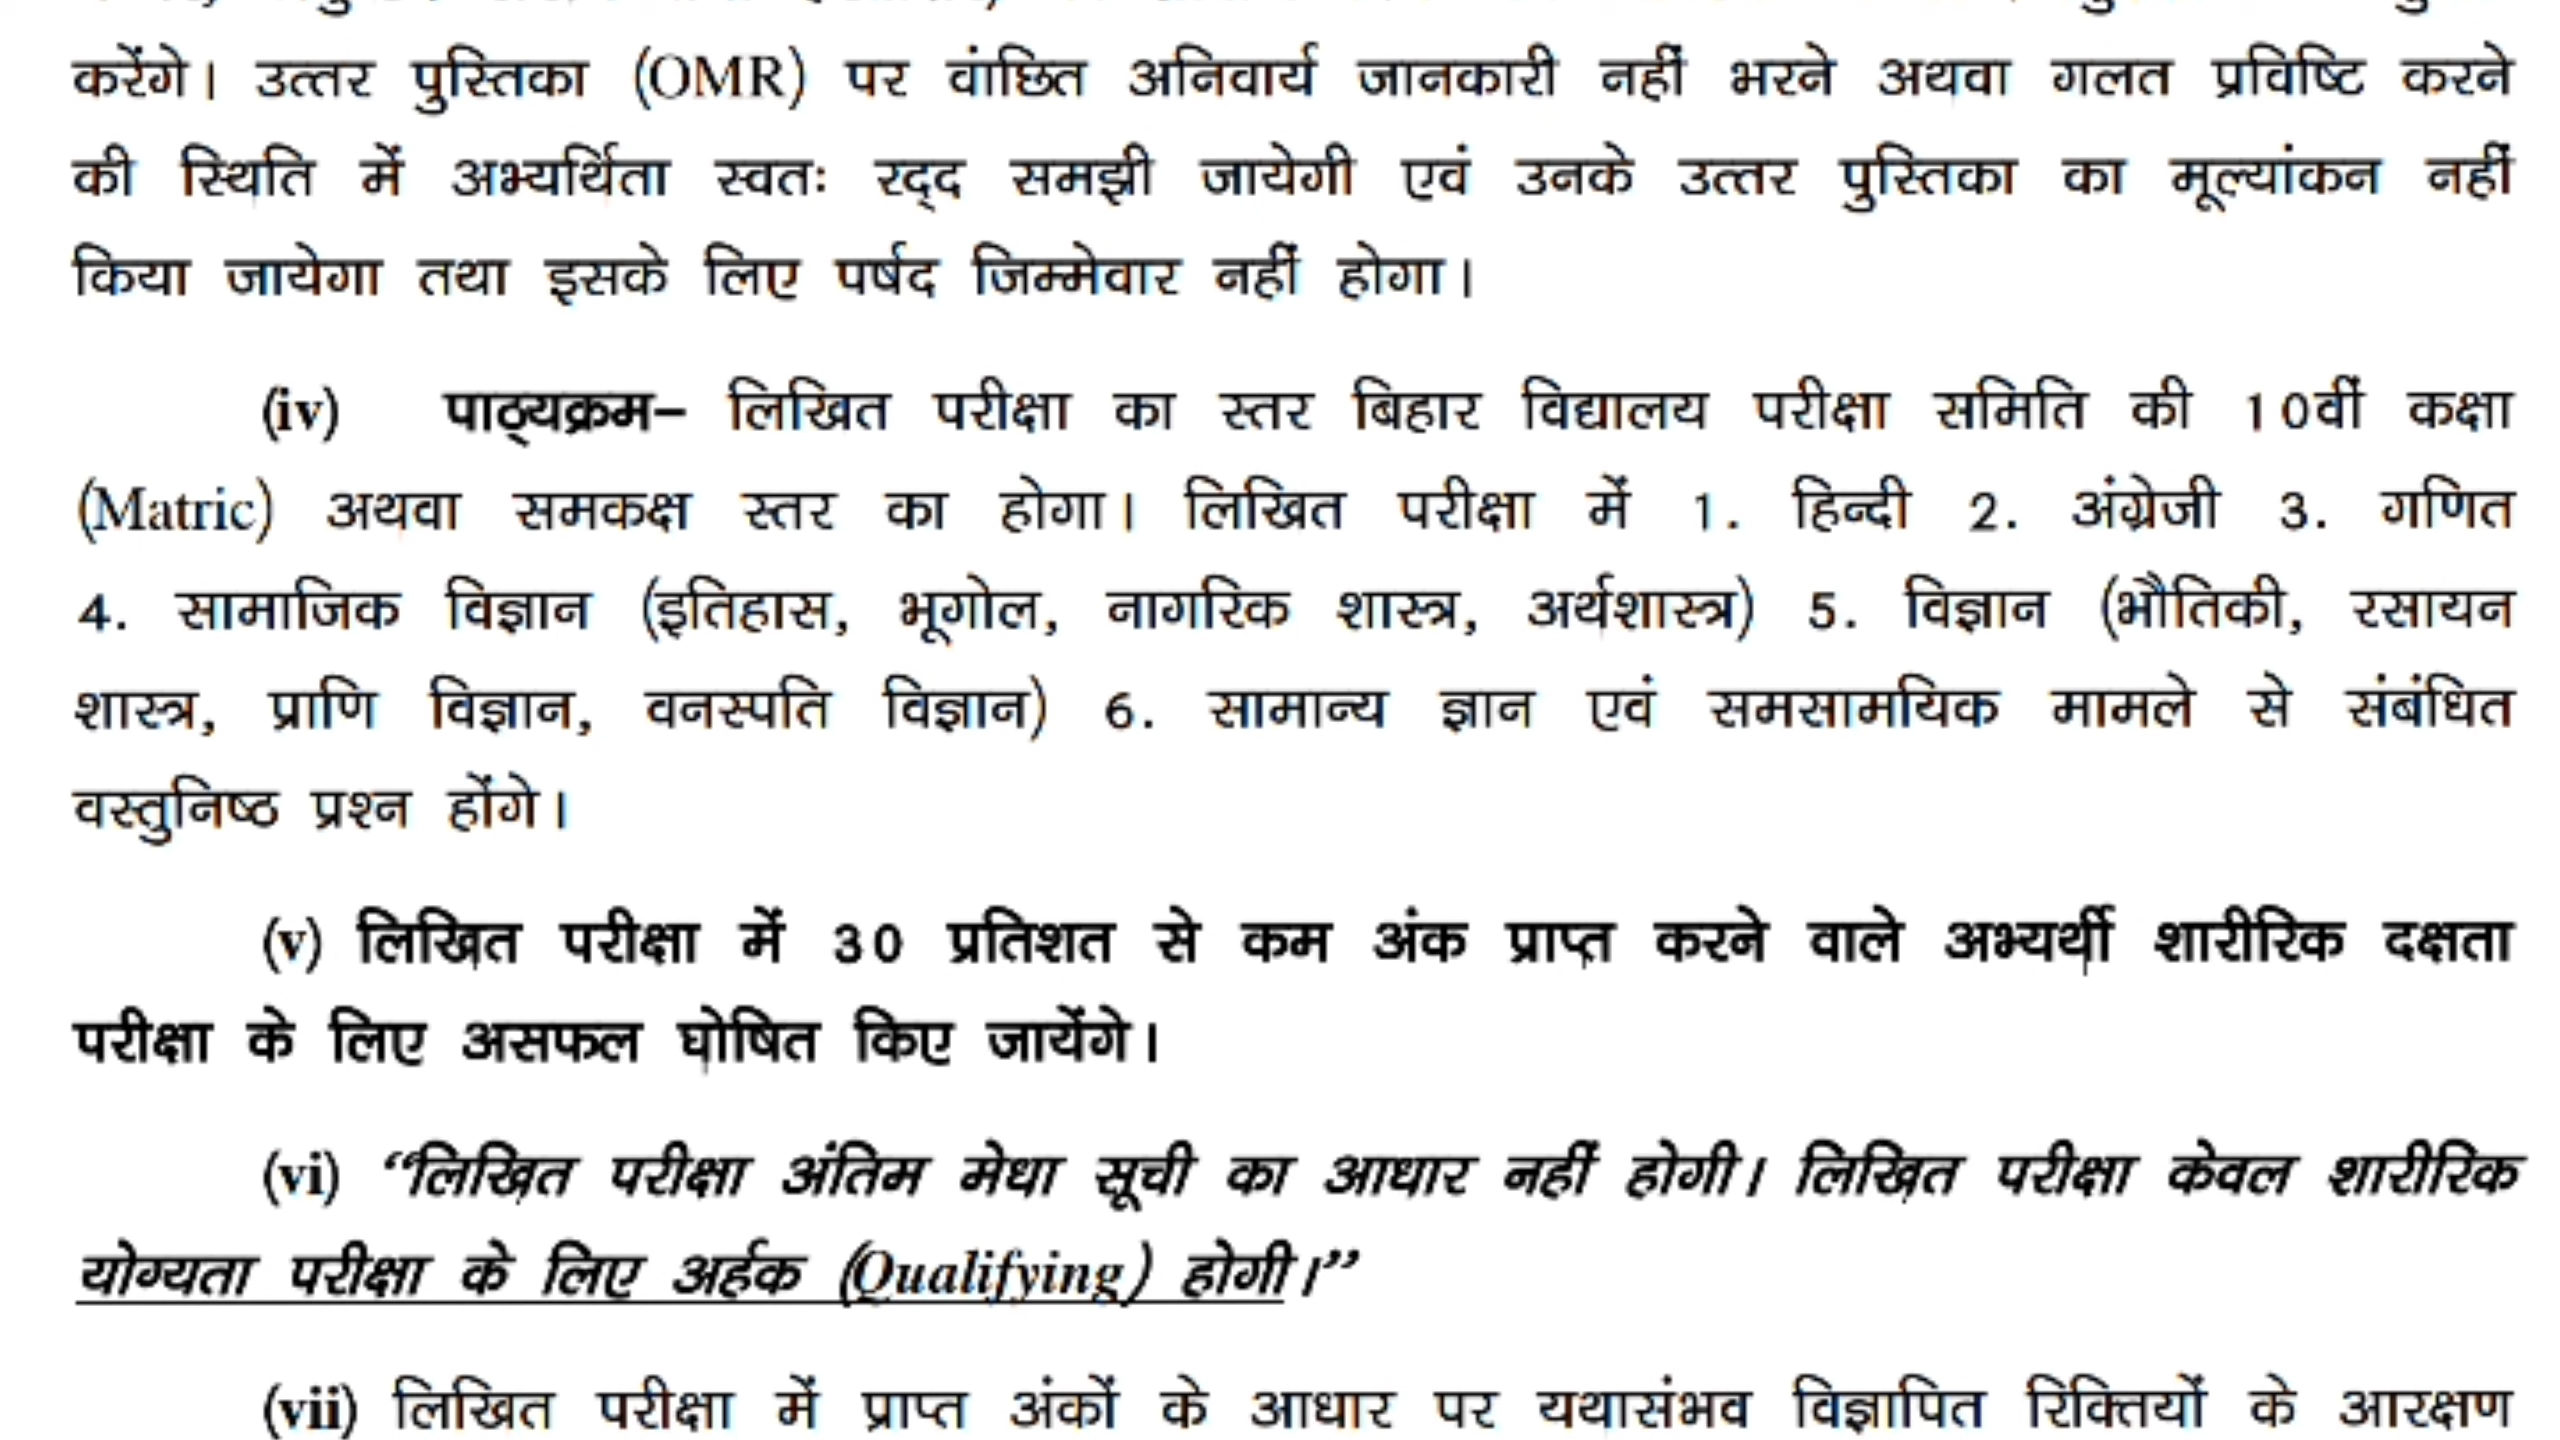 करेंगे। उत्तर पुस्तिका (OMR) पर वांछित अनिवार्य जानकारी नहीं भरने अथवा गलत प्रविष्टि करने
की स्थिति में अभ्यर्थिता स्वतः रद्द समझी जायेगी एवं उनके उत्तर पुस्तिका का मूल्यांकन नहीं
किया जायेगा तथा इसके लिए पर्षद जिम्मेवार नहीं होगा।
(iv) पाठ्यक्रम– लिखित परीक्षा का स्तर बिहार विद्यालय परीक्षा समिति की 10वीं कक्षा
(Matric) अथवा समकक्ष स्तर का होगा। लिखित परीक्षा में 1. हिन्दी 2. अंग्रेजी 3. गणित
4. सामाजिक विज्ञान (इतिहास, भूगोल, नागरिक शास्त्र, अर्थशास्त्र) 5. विज्ञान (भौतिकी, रसायन
शास्त्र, प्राणि विज्ञान, वनस्पति विज्ञान) 6. सामान्य ज्ञान एवं समसामयिक मामले से संबंधित
वस्तुनिष्ठ प्रश्न होंगे।
(v) लिखित परीक्षा में 30 प्रतिशत से कम अंक प्राप्त करने वाले अभ्यर्थी शारीरिक दक्षता
परीक्षा के लिए असफल घोषित किए जायेंगे।
(vi) “लिखित परीक्षा अंतिम मेधा सूची का आधार नहीं होगी। लिखित परीक्षा केवल शारीरिक
योग्यता परीक्षा के लिए अर्हक (Qualifying) होगी।”
(vii) लिखित परीक्षा में प्राप्त अंकों के आधार पर यथासंभव विज्ञापित रिक्तियों के आरक्षण